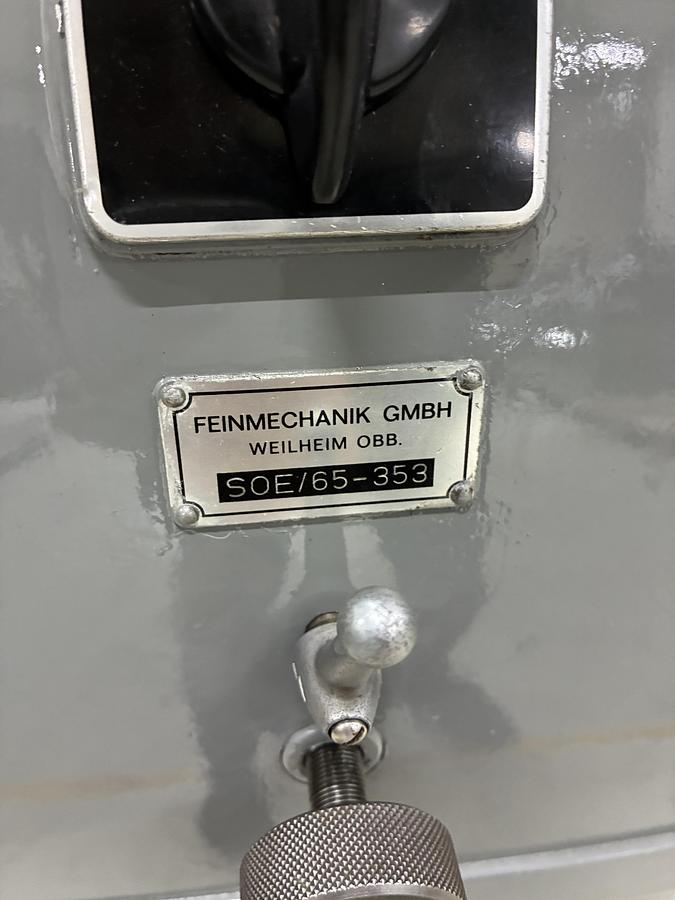 FEINMECHANIK GMBH
WEILHEIM OBB.
SOE/65-353